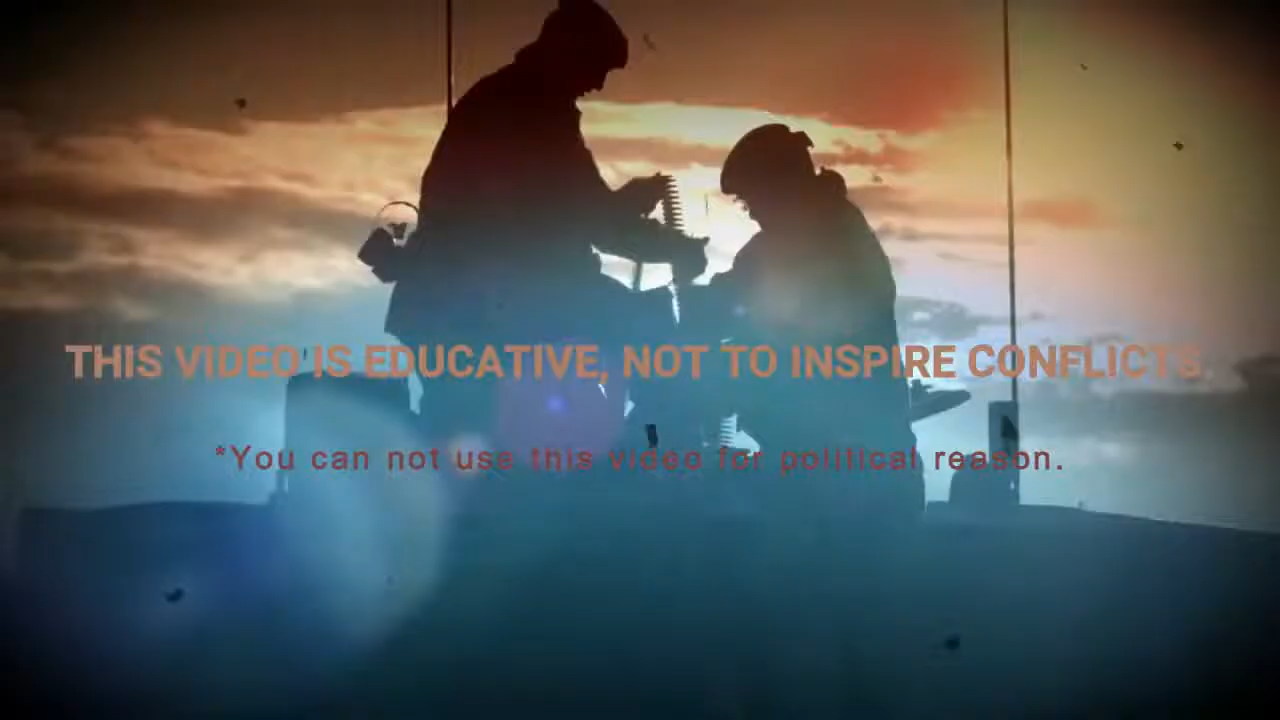 THIS VIDEO IS EDUCATIVE, NOT TO INSPIRE CONFLICTS.
*You can not use this video for political reason.